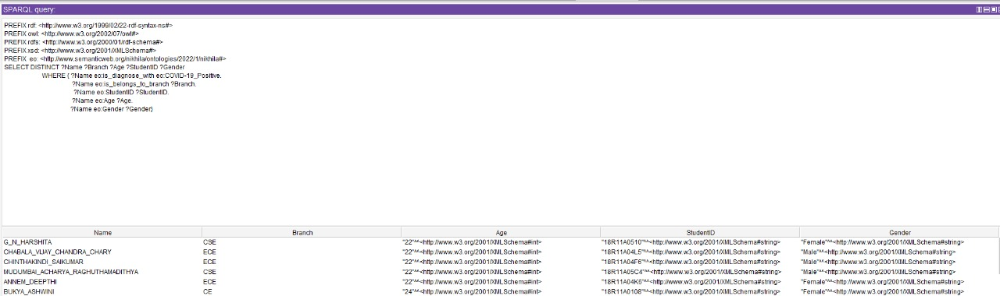 SPARQL query:
PREFIX rdf: <http://www.w3.org/1999/02/22-rdf-syntax-ns#>
PREFIX owl: <http://www.w3.org/2002/07/owl#>
PREFIX rdfs: <http://www.w3.org/2000/01/rdf-schema#>
PREFIX xsd: <http://www.w3.org/2001/XMLSchema#>
PREFIX eo: <http://www.semanticweb.org/nikhila/ontologies/2022/1/nikhila#>
SELECT DISTINCT ?Name ?Branch ?Age ?StudentID ?Gender
WHERE { ?Name eo:is_diagnose_with eo:COVID-19_Positive.
?Name eo:is_belongs_to_branch ?Branch.
?Name eo:StudentID ?StudentID.
?Name eo:Age ?Age.
?Name eo:Gender ?Gender}
Name Branch Age StudentID Gender
G_N_HARSHITA CSE "22"^^<http://www.w3.org/2001/XMLSchema#int> "18R11A0510"^^<http://www.w3.org/2001/XMLSchema#string> "Female"^^<http://www.w3.org/2001/XMLSchema#string>
CHABALA_VIJAY_CHANDRA_CHARY ECE "22"^^<http://www.w3.org/2001/XMLSchema#int> "18R11A04L5"^^<http://www.w3.org/2001/XMLSchema#string> "Male"^^<http://www.w3.org/2001/XMLSchema#string>
CHINTHAKINDI_SAIKUMAR ECE "22"^^<http://www.w3.org/2001/XMLSchema#int> "18R11A04F6"^^<http://www.w3.org/2001/XMLSchema#string> "Male"^^<http://www.w3.org/2001/XMLSchema#string>
MUDUMBAI_ACHARYA_RAGHUTHAMADITHYA CSE "22"^^<http://www.w3.org/2001/XMLSchema#int> "18R11A05C4"^^<http://www.w3.org/2001/XMLSchema#string> "Male"^^<http://www.w3.org/2001/XMLSchema#string>
ANNEM_DEEPTHI ECE "22"^^<http://www.w3.org/2001/XMLSchema#int> "18R11A04K6"^^<http://www.w3.org/2001/XMLSchema#string> "Female"^^<http://www.w3.org/2001/XMLSchema#string>
BUKYA_ASHWINI CE "24"^^<http://www.w3.org/2001/XMLSchema#int> "18R11A0108"^^<http://www.w3.org/2001/XMLSchema#string> "Female"^^<http://www.w3.org/2001/XMLSchema#string>